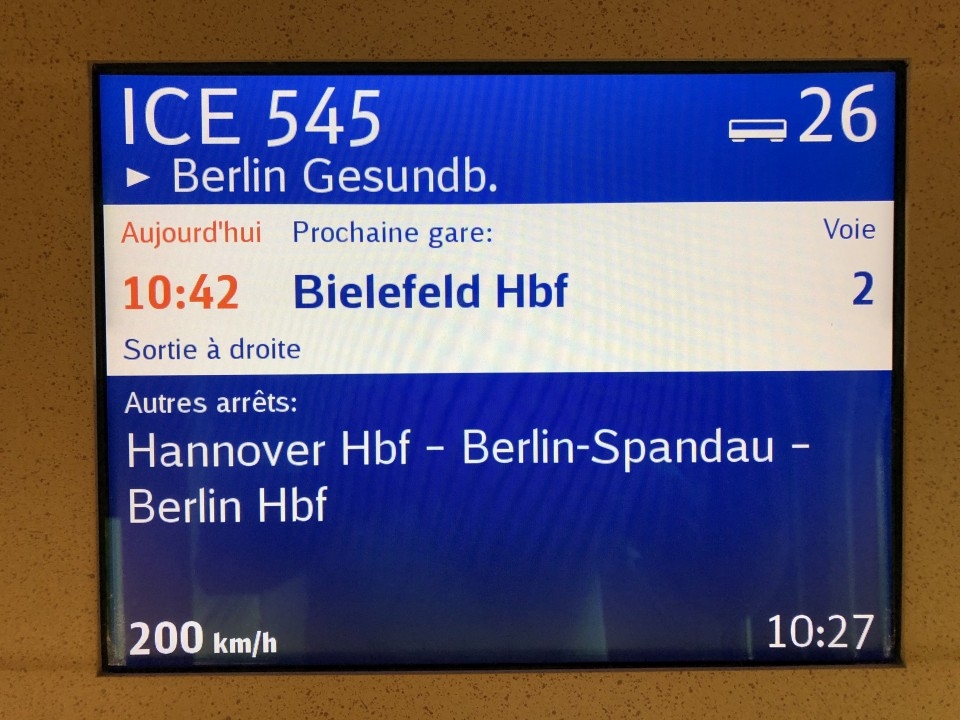 ICE 545 26
► Berlin Gesundb.
Aujourd'hui Prochaine gare: Voie
10:42 Bielefeld Hbf 2
Sortie à droite
Autres arrêts:
Hannover Hbf – Berlin-Spandau –
Berlin Hbf
200 km/h 10:27